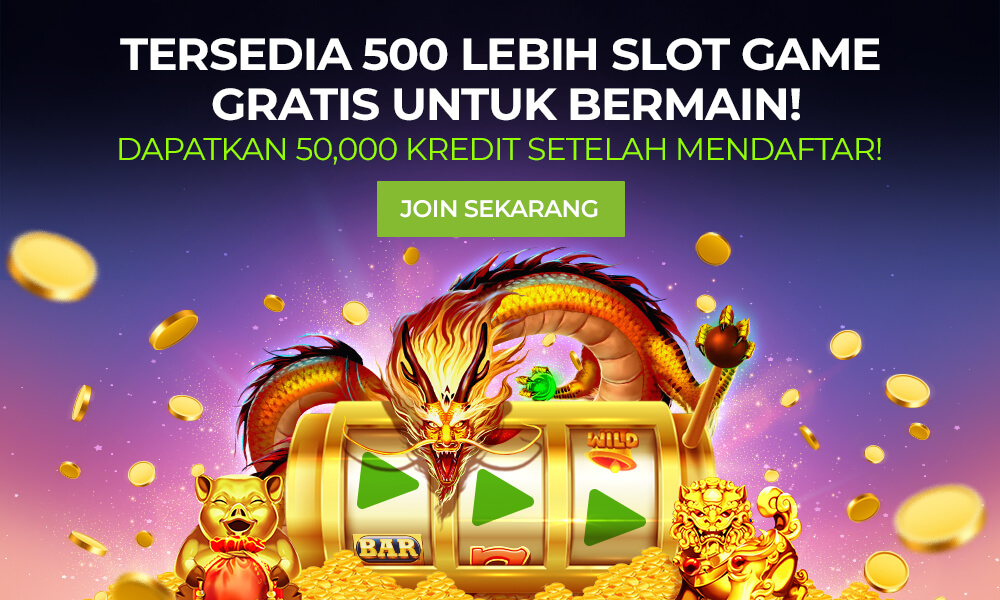 TERSEDIA 500 LEBIH SLOT GAME
GRATIS UNTUK BERMAIN!
DAPATKAN 50,000 KREDIT SETELAH MENDAFTAR!
JOIN SEKARANG
WILD
BAR